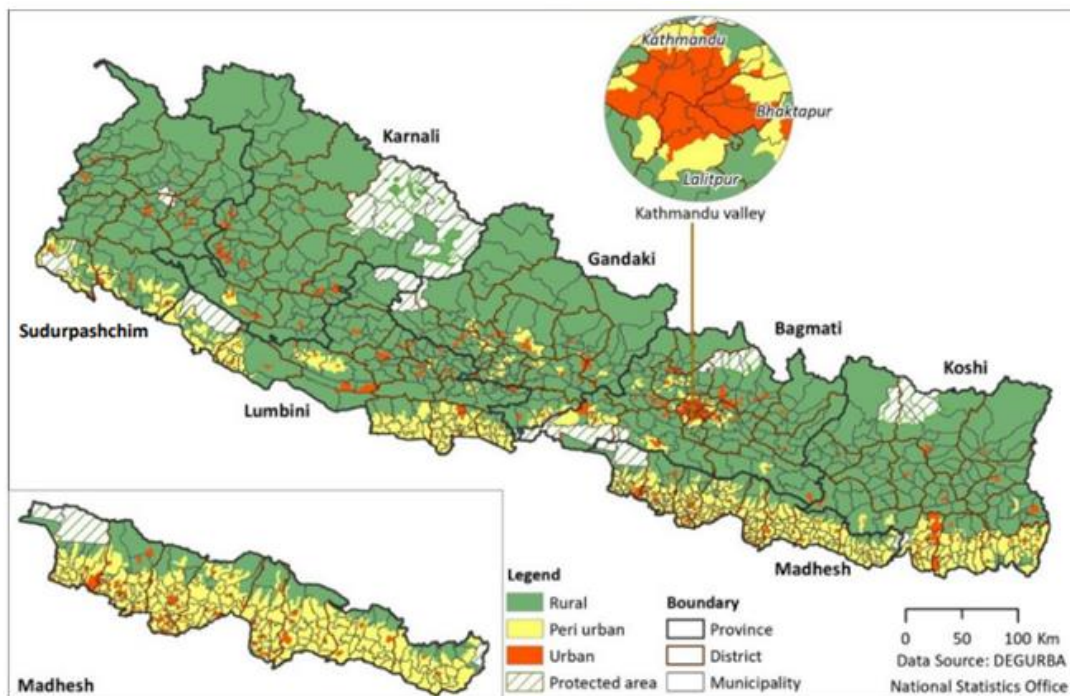 Kathmandu
Bhaktapur
Lalitpur
Kathmandu valley
Karnali
Gandaki
Bagmati
Koshi
Sudurpashchim
Lumbini
Madhesh
Madhesh
Legend
Rural
Peri urban
Urban
Protected area
Boundary
Province
District
Municipality
0 50 100 Km
Data Source: DEGURBA
National Statistics Office